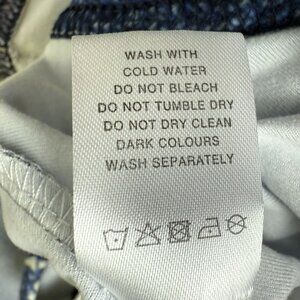 WASH WITH
COLD WATER
DO NOT BLEACH
DO NOT TUMBLE DRY
DO NOT DRY CLEAN
DARK COLOURS
WASH SEPARATELY